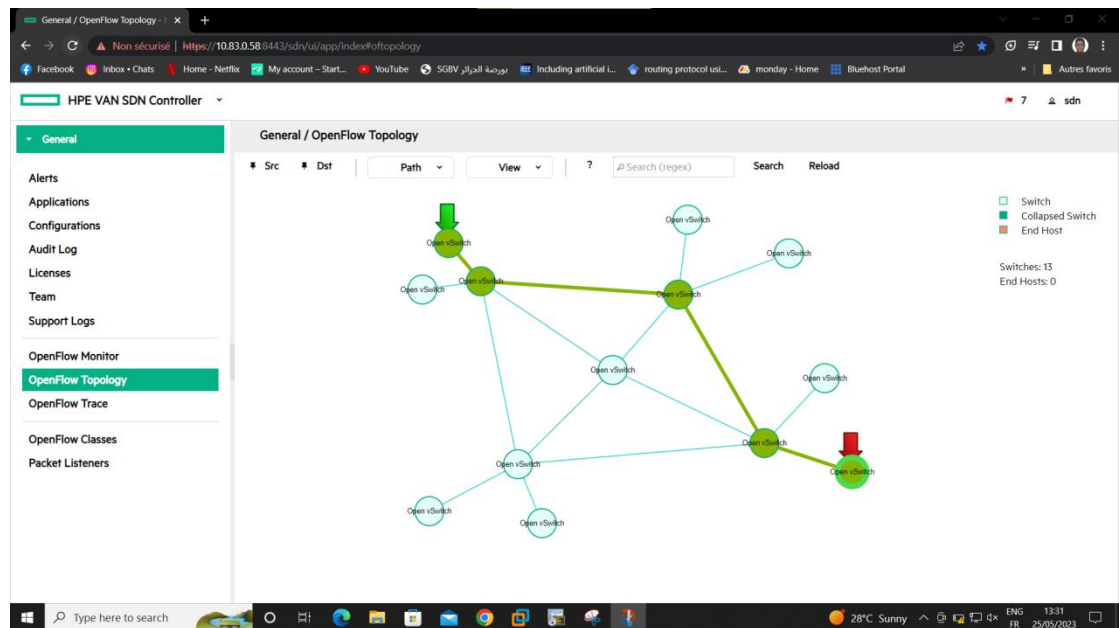 General / OpenFlow Topology -
Non sécurisé | https://10.83.0.58:8443/sdn/ui/app/index#oftopology
Facebook Inbox • Chats Home - Netflix My account – Start... YouTube SGBV بورصة الجزائر Including artificial i... routing protocol usi... monday - Home Bluehost Portal » Autres favoris
HPE VAN SDN Controller 7 sdn
General
General / OpenFlow Topology
Src Dst Path View ? Search (regex) Search Reload
Alerts
Applications
Configurations
Audit Log
Licenses
Team
Support Logs
OpenFlow Monitor
OpenFlow Topology
OpenFlow Trace
OpenFlow Classes
Packet Listeners
Switch
Collapsed Switch
End Host
Switches: 13
End Hosts: 0
Open vSwitch
Open vSwitch
Open vSwitch
Open vSwitch
Open vSwitch
Open vSwitch
Open vSwitch
Open vSwitch
Open vSwitch
Open vSwitch
Open vSwitch
Open vSwitch
Open vSwitch
Type here to search 28°C Sunny ENG 13:31
FR 25/05/2023